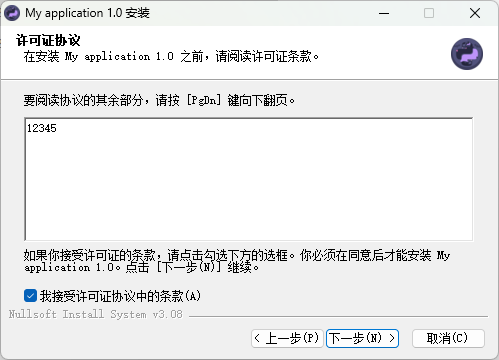 My application 1.0 安装
许可证协议
在安装 My application 1.0 之前，请阅读许可证条款。
要阅读协议的其余部分，请按 [PgDn] 键向下翻页。
12345
如果你接受许可证的条款，请点击勾选下方的选框。你必须在同意后才能安装 My
application 1.0。点击 [下一步(N)] 继续。
我接受许可证协议中的条款(A)
Nullsoft Install System v3.08
< 上一步(P) 下一步(N) > 取消(C)